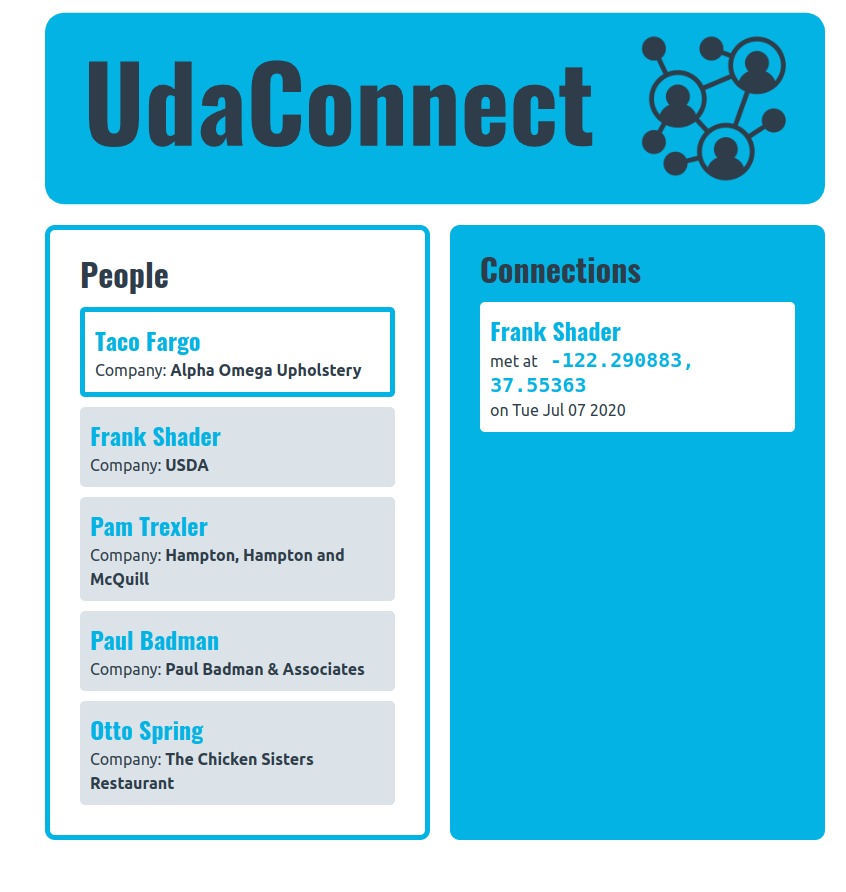 UdaConnect
People
Taco Fargo
Company: Alpha Omega Upholstery
Frank Shader
Company: USDA
Pam Trexler
Company: Hampton, Hampton and
McQuill
Paul Badman
Company: Paul Badman & Associates
Otto Spring
Company: The Chicken Sisters
Restaurant
Connections
Frank Shader
met at -122.290883,
37.55363
on Tue Jul 07 2020